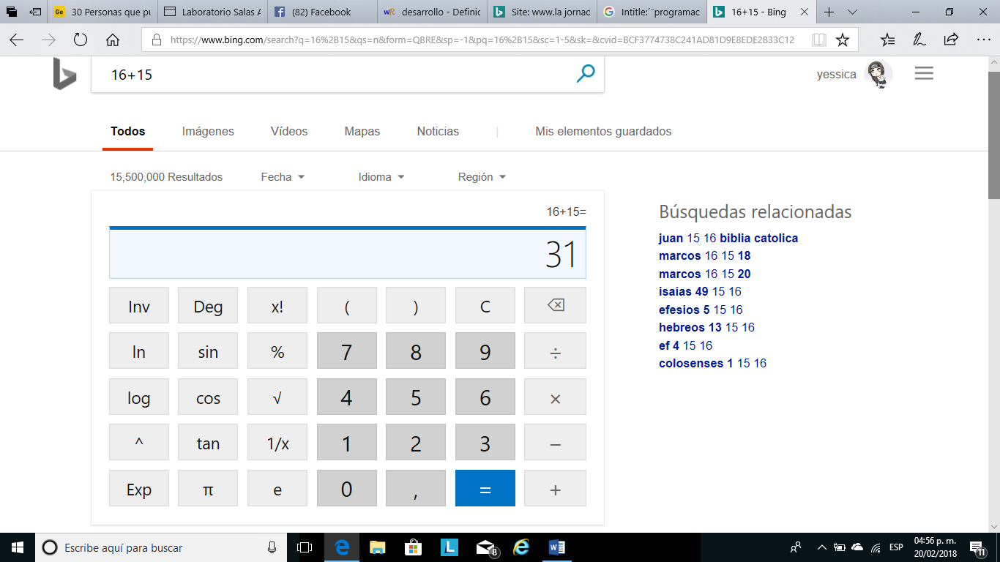 30 Personas que pu
Laboratorio Salas A
(82) Facebook
desarrollo - Definic
Site: www.la jornad
Intitle:¨programac
16+15 - Bing
https://www.bing.com/search?q=16%2B15&qs=n&form=QBRE&sp=-1&pq=16%2B15&sc=1-5&sk=&cvid=BCF3774738C241AD81D9E8EDE2B33C12
16+15
yessica
Todos Imágenes Vídeos Mapas Noticias | Mis elementos guardados
15,500,000 Resultados Fecha Idioma Región
16+15=
31
Inv Deg x! ( ) C
ln sin % 7 8 9 ÷
log cos √ 4 5 6 ×
^ tan 1/x 1 2 3 −
Exp π e 0 , = +
Búsquedas relacionadas
juan 15 16 biblia catolica
marcos 16 15 18
marcos 16 15 20
isaías 49 15 16
efesios 5 15 16
hebreos 13 15 16
ef 4 15 16
colosenses 1 15 16
Escribe aquí para buscar
8
ESP
04:56 p. m.
20/02/2018
11